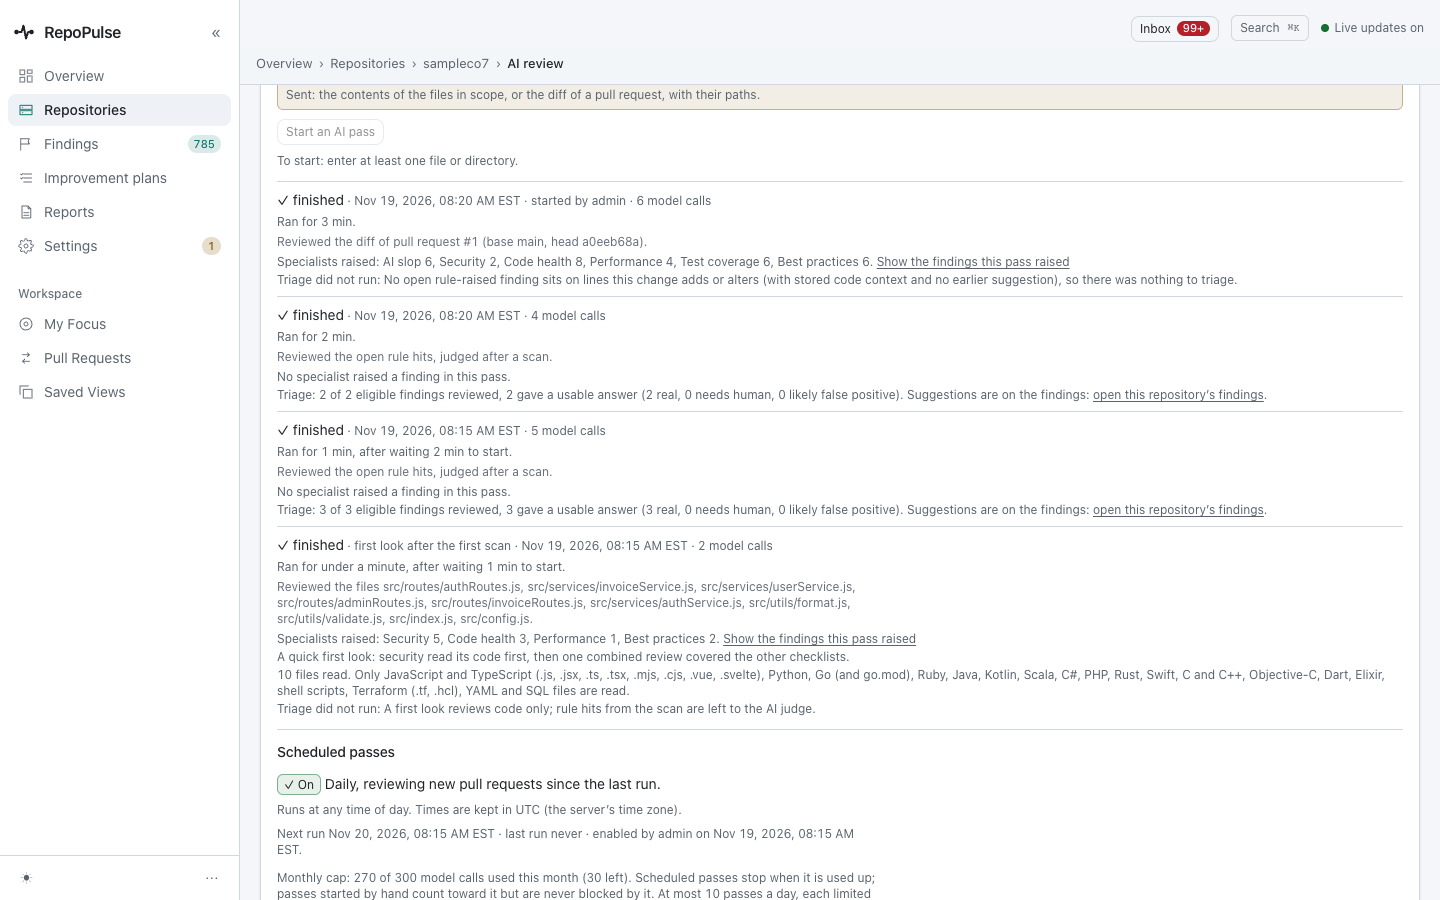 RepoPulse
«
Overview
Repositories
Findings
785
Improvement plans
Reports
Settings
1
Workspace
My Focus
Pull Requests
Saved Views
...
Inbox 99+
Search ⌘K
Live updates on
Overview › Repositories › sampleco7 › AI review
Sent: the contents of the files in scope, or the diff of a pull request, with their paths.
Start an AI pass
To start: enter at least one file or directory.
✓ finished · Nov 19, 2026, 08:20 AM EST · started by admin · 6 model calls
Ran for 3 min.
Reviewed the diff of pull request #1 (base main, head a0eeb68a).
Specialists raised: AI slop 6, Security 2, Code health 8, Performance 4, Test coverage 6, Best practices 6. Show the findings this pass raised
Triage did not run: No open rule-raised finding sits on lines this change adds or alters (with stored code context and no earlier suggestion), so there was nothing to triage.
✓ finished · Nov 19, 2026, 08:20 AM EST · 4 model calls
Ran for 2 min.
Reviewed the open rule hits, judged after a scan.
No specialist raised a finding in this pass.
Triage: 2 of 2 eligible findings reviewed, 2 gave a usable answer (2 real, 0 needs human, 0 likely false positive). Suggestions are on the findings: open this repository's findings.
✓ finished · Nov 19, 2026, 08:15 AM EST · 5 model calls
Ran for 1 min, after waiting 2 min to start.
Reviewed the open rule hits, judged after a scan.
No specialist raised a finding in this pass.
Triage: 3 of 3 eligible findings reviewed, 3 gave a usable answer (3 real, 0 needs human, 0 likely false positive). Suggestions are on the findings: open this repository's findings.
✓ finished · first look after the first scan · Nov 19, 2026, 08:15 AM EST · 2 model calls
Ran for under a minute, after waiting 1 min to start.
Reviewed the files src/routes/authRoutes.js, src/services/invoiceService.js, src/services/userService.js,
src/routes/adminRoutes.js, src/routes/invoiceRoutes.js, src/services/authService.js, src/utils/format.js,
src/utils/validate.js, src/index.js, src/config.js.
Specialists raised: Security 5, Code health 3, Performance 1, Best practices 2. Show the findings this pass raised
A quick first look: security read its code first, then one combined review covered the other checklists.
10 files read. Only JavaScript and TypeScript (.js, .jsx, .ts, .tsx, .mjs, .cjs, .vue, .svelte), Python, Go (and go.mod), Ruby, Java, Kotlin, Scala, C#, PHP, Rust, Swift, C and C++, Objective-C, Dart, Elixir,
shell scripts, Terraform (.tf, .hcl), YAML and SQL files are read.
Triage did not run: A first look reviews code only; rule hits from the scan are left to the AI judge.
Scheduled passes
✓ On Daily, reviewing new pull requests since the last run.
Runs at any time of day. Times are kept in UTC (the server's time zone).
Next run Nov 20, 2026, 08:15 AM EST · last run never · enabled by admin on Nov 19, 2026, 08:15 AM
EST.
Monthly cap: 270 of 300 model calls used this month (30 left). Scheduled passes stop when it is used up;
passes started by hand count toward it but are never blocked by it. At most 10 passes a day, each limited